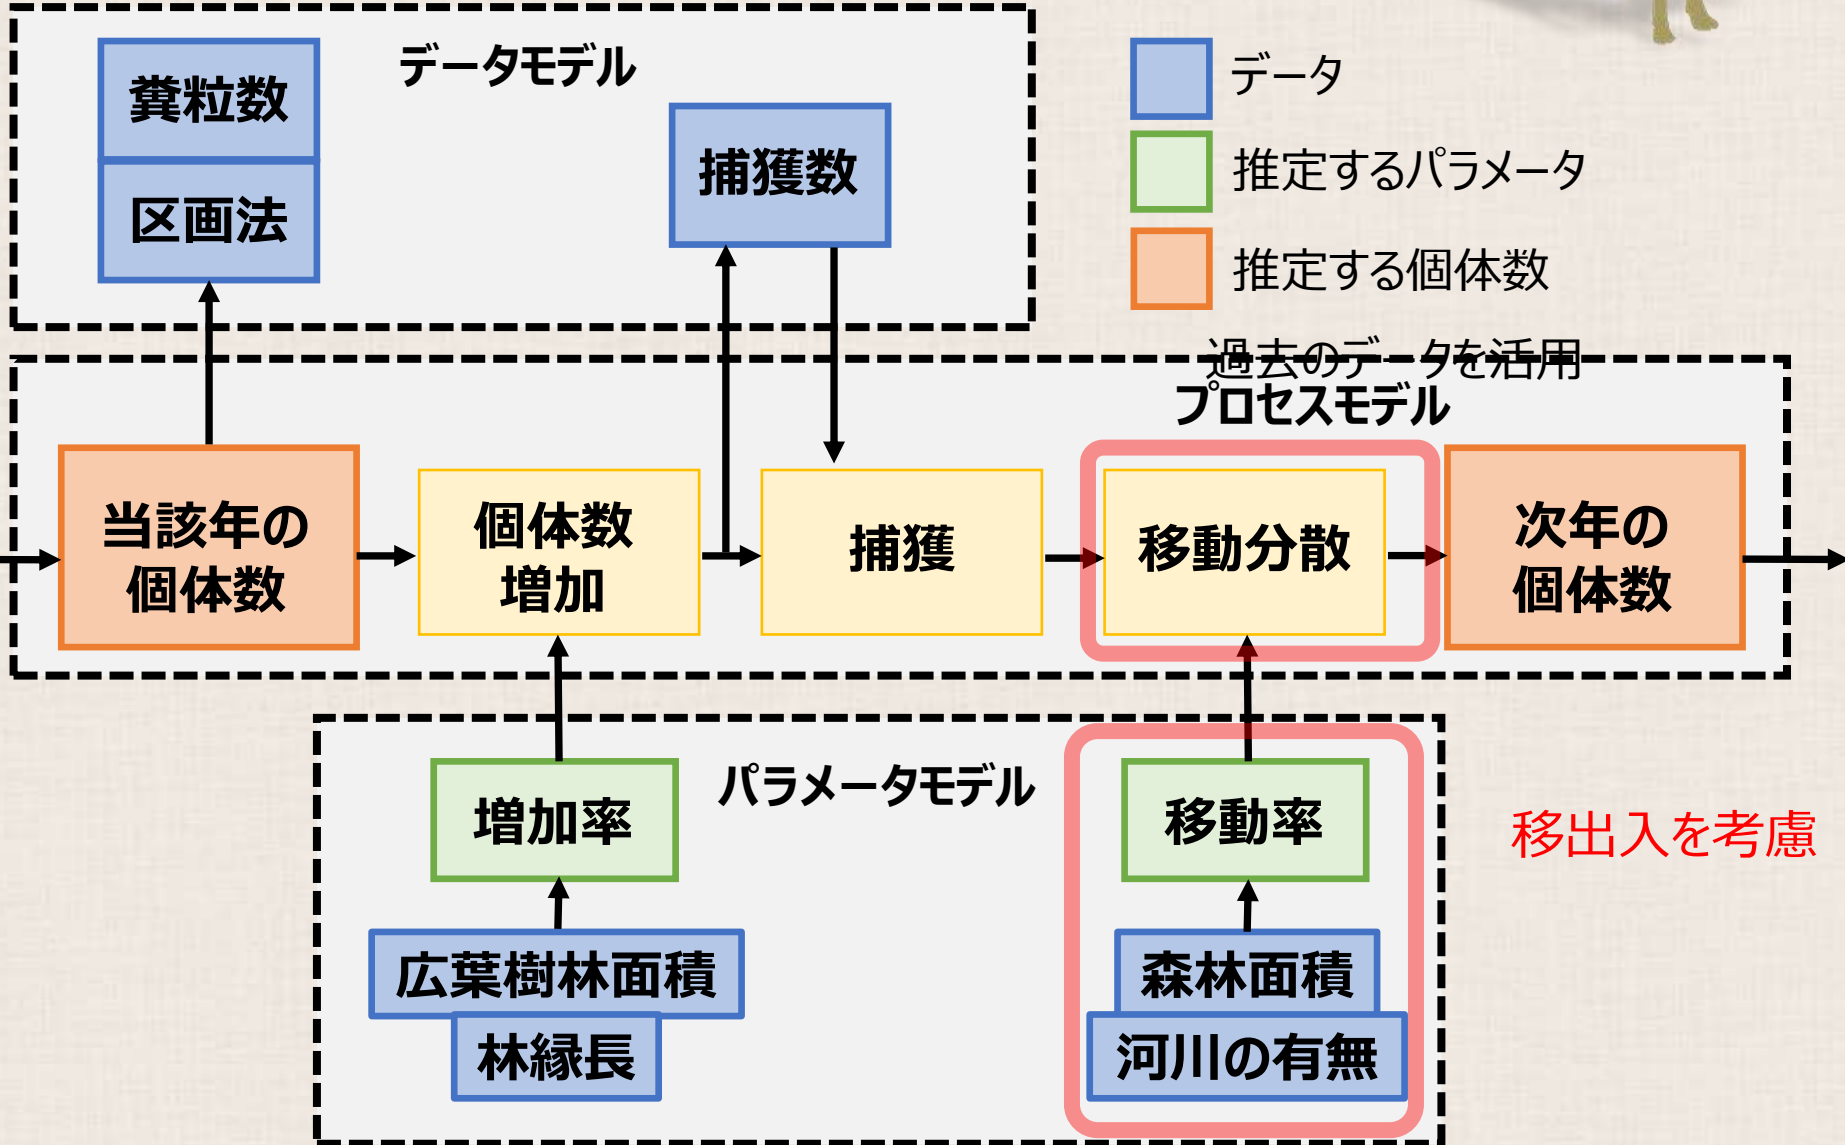 データモデル
糞粒数
区画法
捕獲数
データ
推定するパラメータ
推定する個体数
過去のデータを活用
プロセスモデル
当該年の
個体数
個体数
増加
捕獲
移動分散
次年の
個体数
パラメータモデル
増加率
移動率
移出入を考慮
広葉樹林面積
林縁長
森林面積
河川の有無